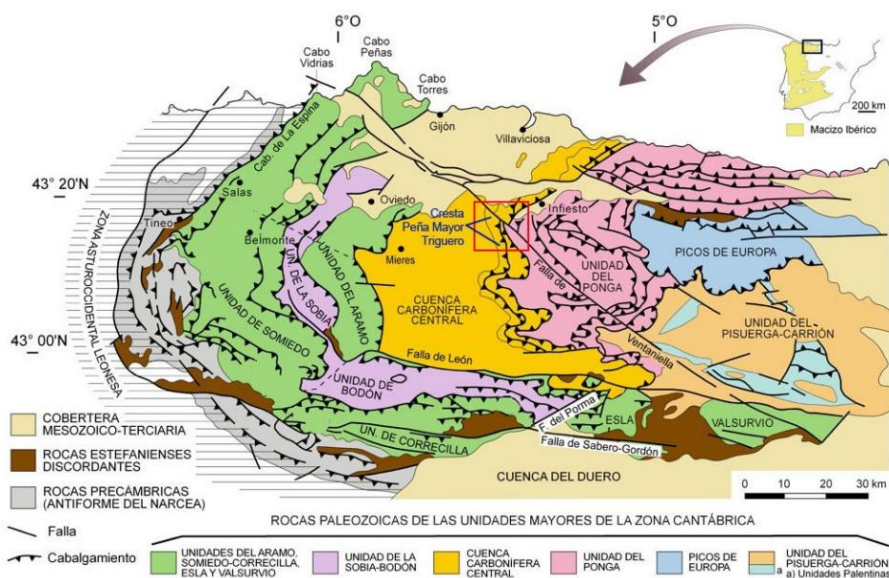 6°O
5°O
Cabo
Peñas
Cabo
Vidrias
Cabo
Torres
Gijón
Villaviciosa
200 km
Macizo Ibérico
Cab. de La Espina
43° 20'N
Salas
Tineo
Belmonte
Oviedo
Mieres
Infiesto
Cresta
Peña Mayor
Triguero
ZONA ASTUROCCIDENTAL LEONESA
UN. DE LA SOBIA
UNIDAD DEL ARAMO
UNIDAD DE SOMIEDO
CUENCA
CARBONÍFERA
CENTRAL
Falla de
Ventaniella
UNIDAD
DEL
PONGA
PICOS DE EUROPA
UNIDAD DEL
PISUERGA-CARRIÓN
43° 00'N
Falla de León
UNIDAD DE
BODÓN
F. del Porma
ESLA
VALSURVIO
UN. DE CORRECILLA
Falla de Sabero-Gordón
CUENCA DEL DUERO
0 10 20 30 km
COBERTERA
MESOZOICO-TERCIARIA
ROCAS ESTEFANIENSES
DISCORDANTES
ROCAS PRECÁMBRICAS
(ANTIFORME DEL NARCEA)
Falla
Cabalgamiento
ROCAS PALEOZOICAS DE LAS UNIDADES MAYORES DE LA ZONA CANTÁBRICA
UNIDADES DEL ARAMO,
SOMIEDO-CORRECILLA,
ESLA Y VALSURVIO
UNIDAD DE LA
SOBIA-BODÓN
CUENCA
CARBONÍFERA
CENTRAL
UNIDAD DEL
PONGA
PICOS DE
EUROPA
UNIDAD DEL
PISUERGA-CARRIÓN
a a) Unidades Palentinas